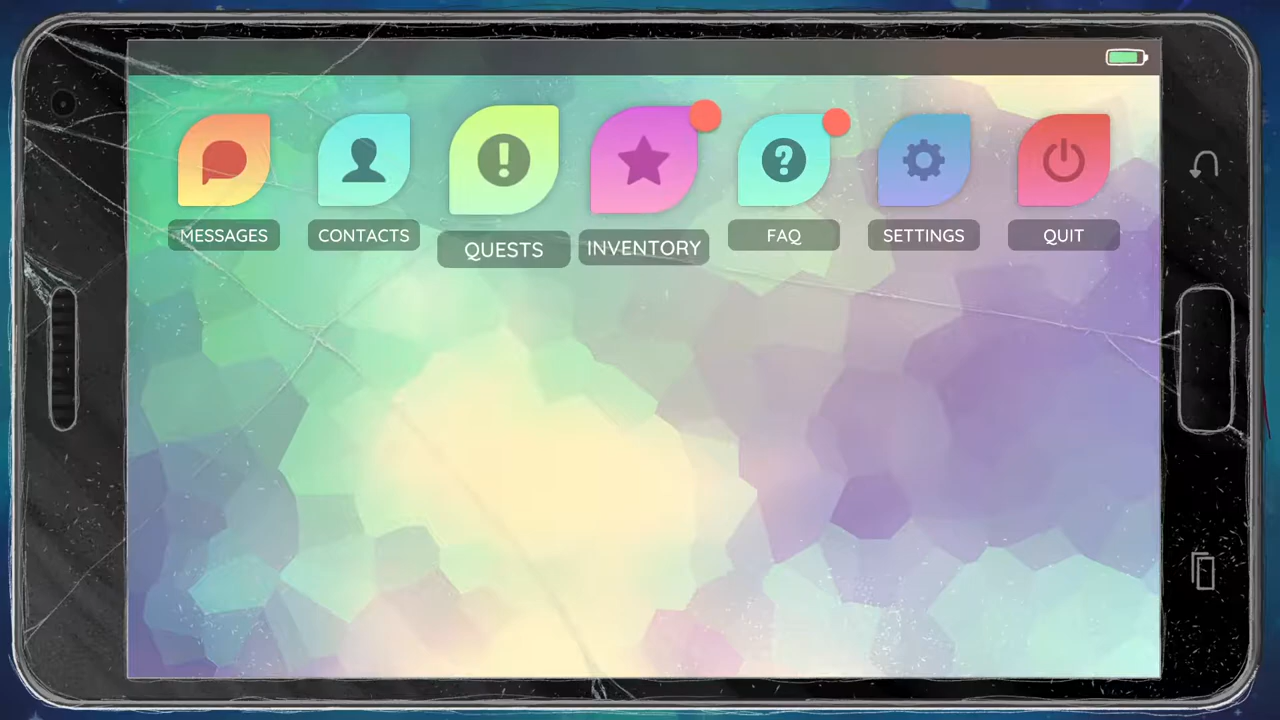 MESSAGES
CONTACTS
QUESTS
INVENTORY
FAQ
SETTINGS
QUIT